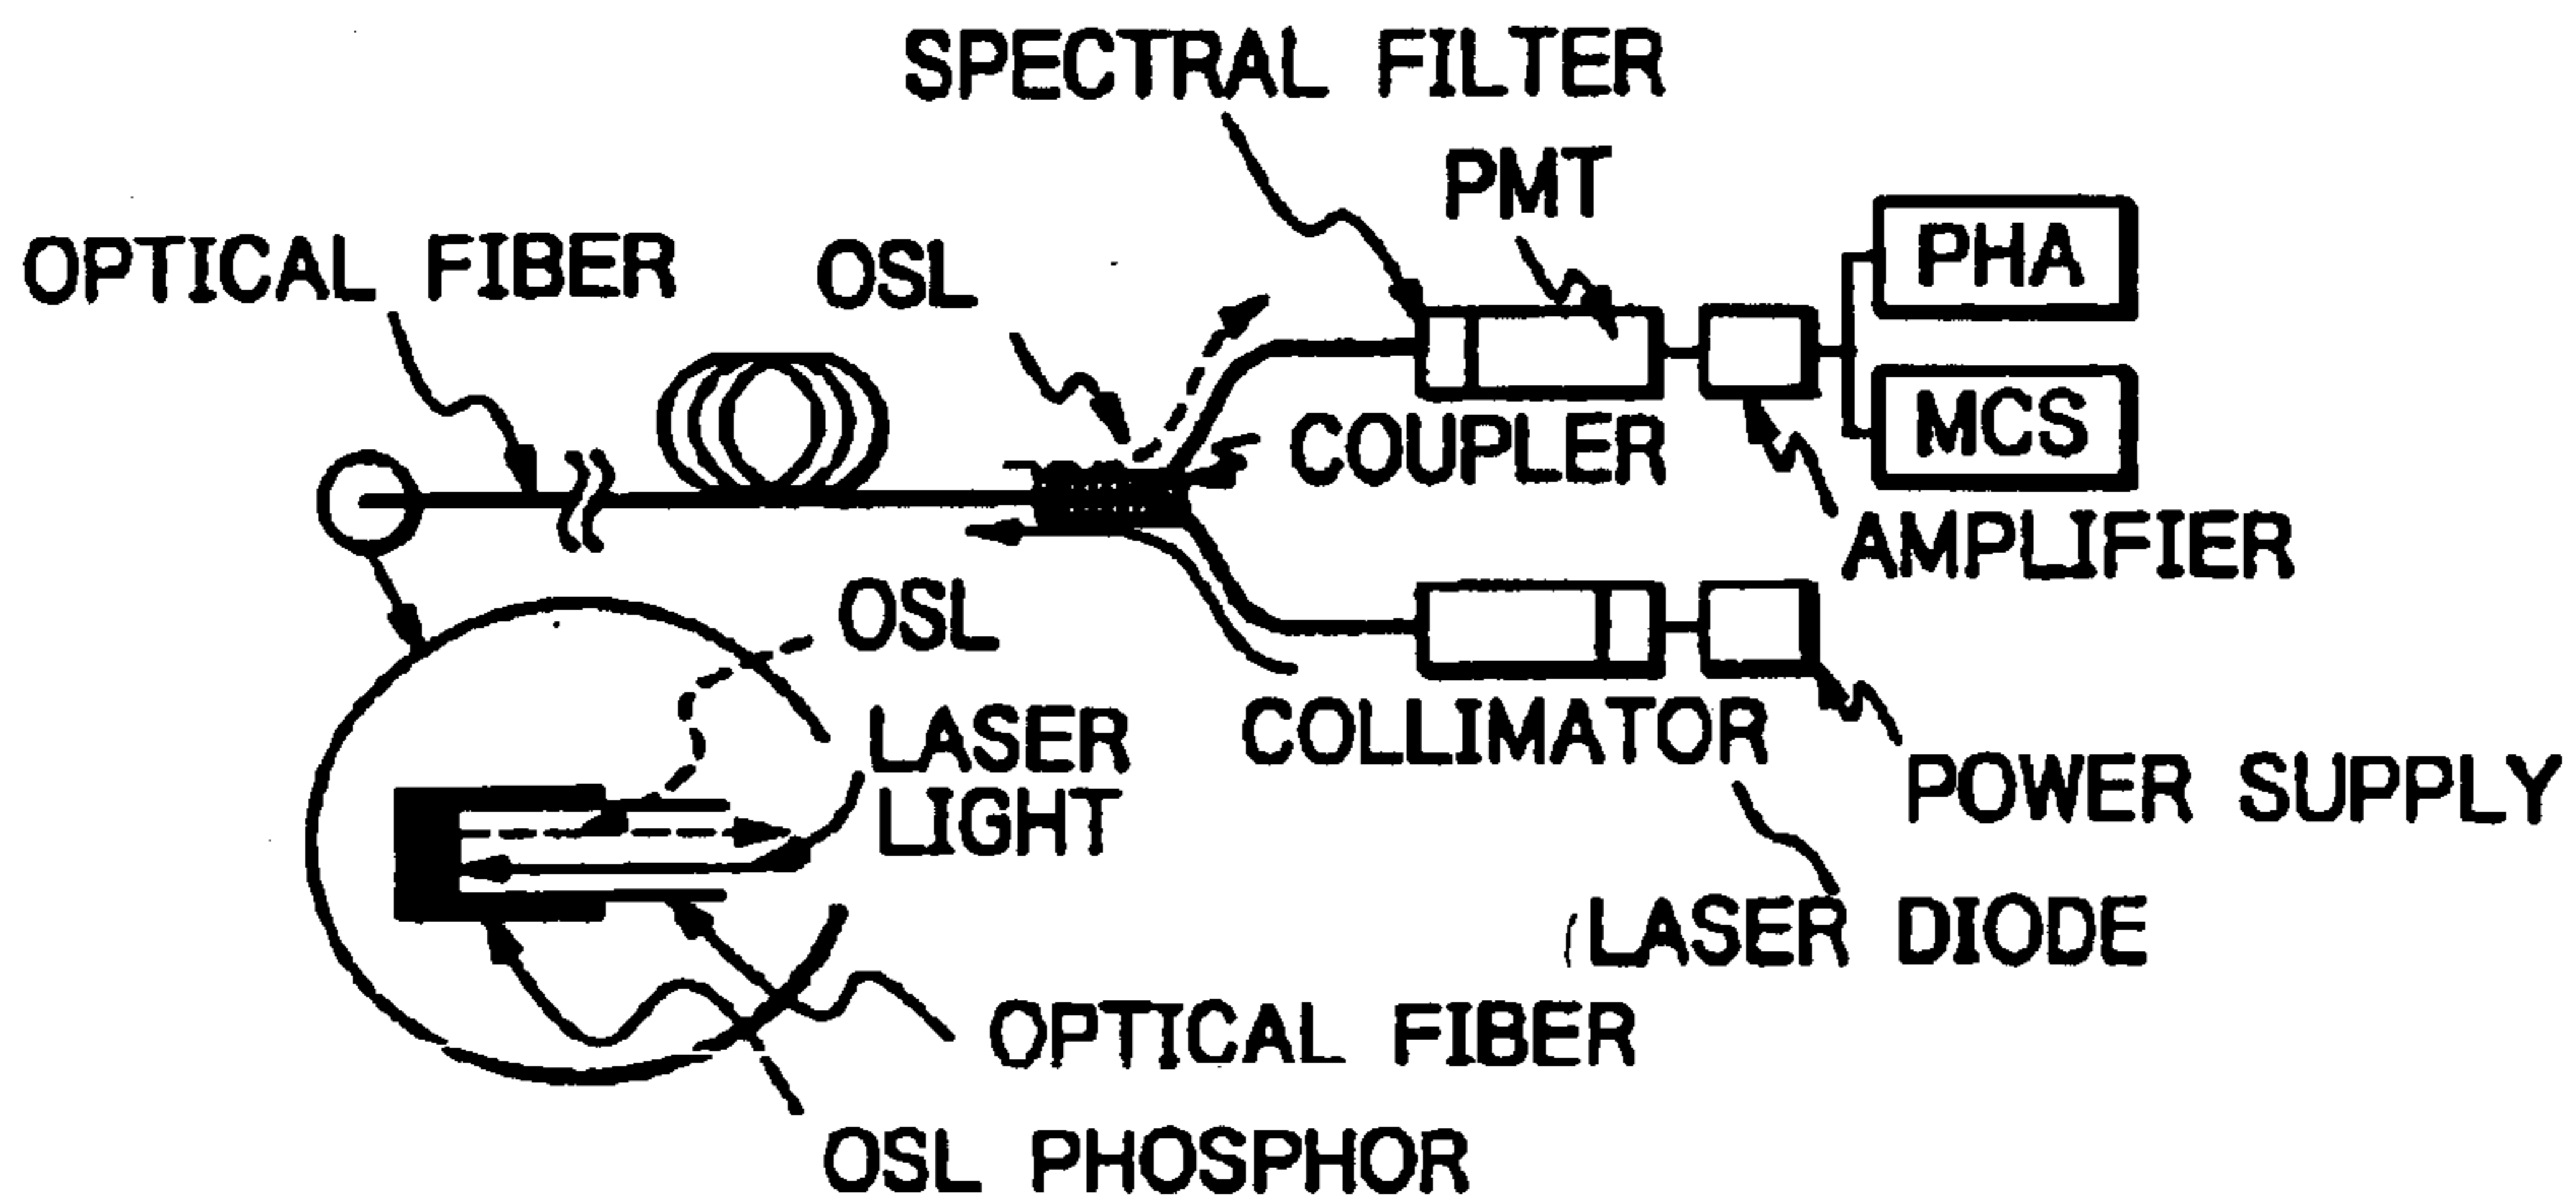 SPECTRAL FILTER
PMT
PHA
OPTICAL FIBER
OSL
MCS
COUPLER
AMPLIFIER
OSL
LASER
LIGHT
COLLIMATOR
POWER SUPPLY
LASER DIODE
OPTICAL FIBER
OSL PHOSPHOR